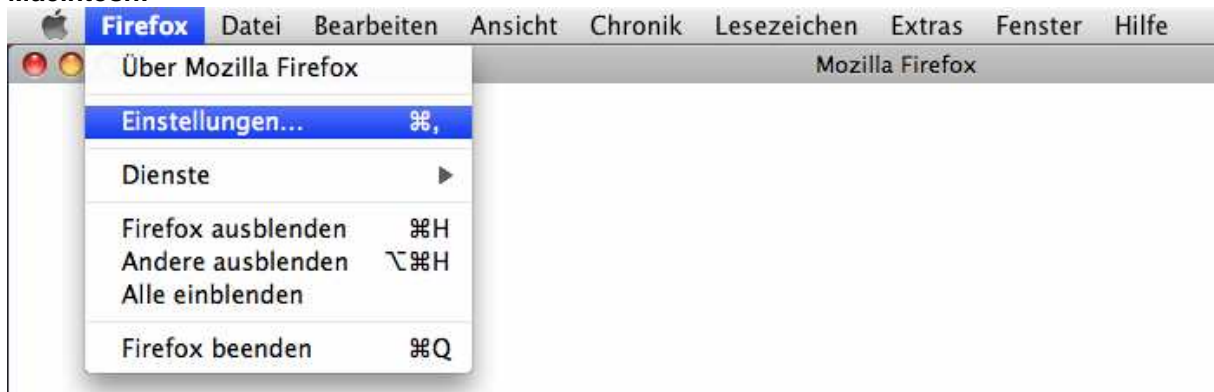 Firefox Datei Bearbeiten Ansicht Chronik Lesezeichen Extras Fenster Hilfe
Mozilla Firefox
Über Mozilla Firefox
Einstellungen... ⌘,
Dienste ▶
Firefox ausblenden ⌘H
Andere ausblenden ⌥⌘H
Alle einblenden
Firefox beenden ⌘Q